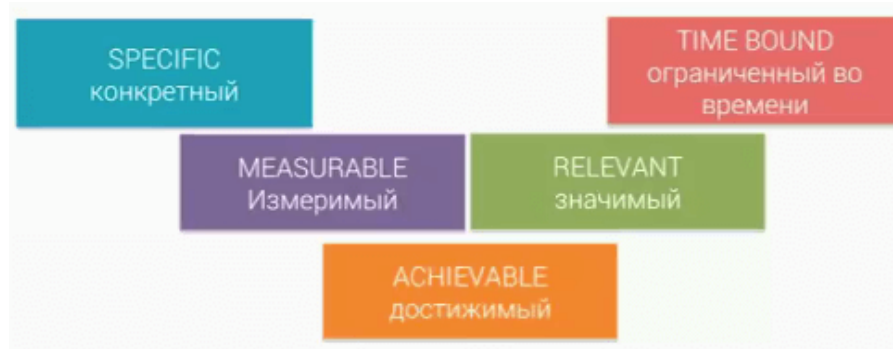 SPECIFIC
конкретный
TIME BOUND
ограниченный во
времени
MEASURABLE
Измеримый
RELEVANT
значимый
ACHIEVABLE
достижимый